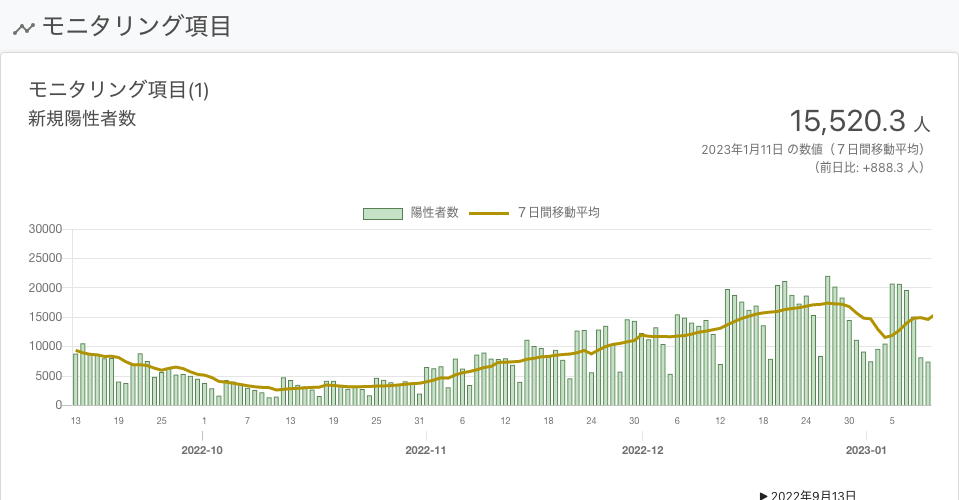 モニタリング項目
モニタリング項目(1)
新規陽性者数
15,520.3 人
2023年1月11日 の数値（７日間移動平均）
（前日比: +888.3 人）
陽性者数 ７日間移動平均
30000
25000
20000
15000
10000
5000
0
13 19 25 1 7 13 19 25 31 6 12 18 24 30 6 12 18 24 30 5
2022-10 2022-11 2022-12 2023-01
▶ 2022年9月13日